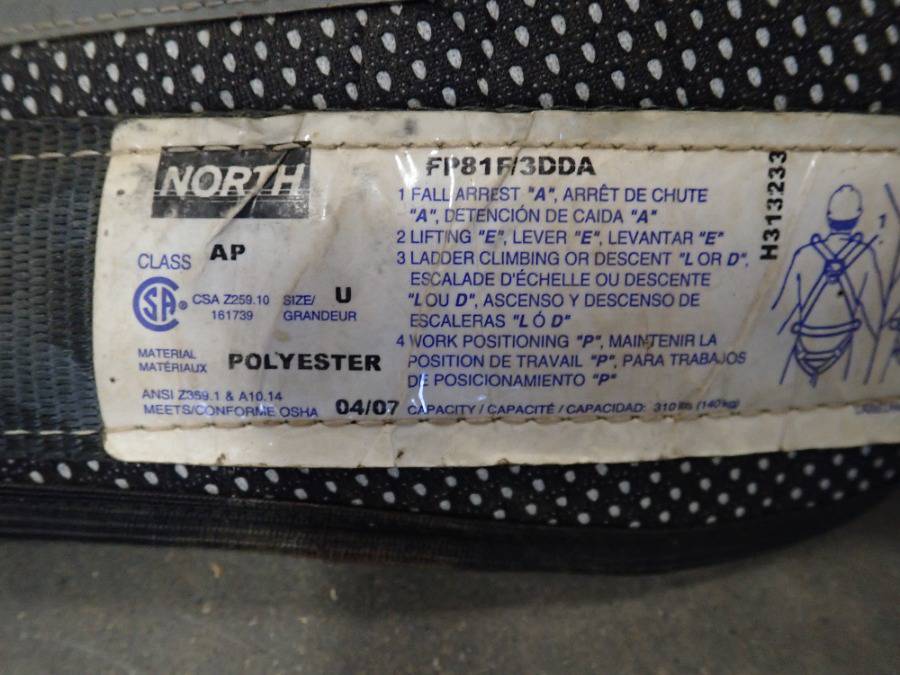 NORTH
CLASS AP
CSA® CSA Z259.10
161739
SIZE/ U
GRANDEUR
MATERIAL
MATÉRIAUX POLYESTER
ANSI Z359.1 & A10.14
MEETS/CONFORME OSHA 04/07
FP81F/3DDA
1 FALL ARREST "A", ARRÊT DE CHUTE
"A", DETENCIÓN DE CAIDA "A"
2 LIFTING "E", LEVER "E", LEVANTAR "E"
3 LADDER CLIMBING OR DESCENT "L OR D",
ESCALADE D'ÉCHELLE OU DESCENTE
"L OU D", ASCENSO Y DESCENSO DE
ESCALERAS "L Ó D"
4 WORK POSITIONING "P", MAINTENIR LA
POSITION DE TRAVAIL "P", PARA TRABAJOS
DE POSICIONAMIENTO "P"
CAPACITY / CAPACITÉ / CAPACIDAD: 310 lbs (140 kg)
H313233
1